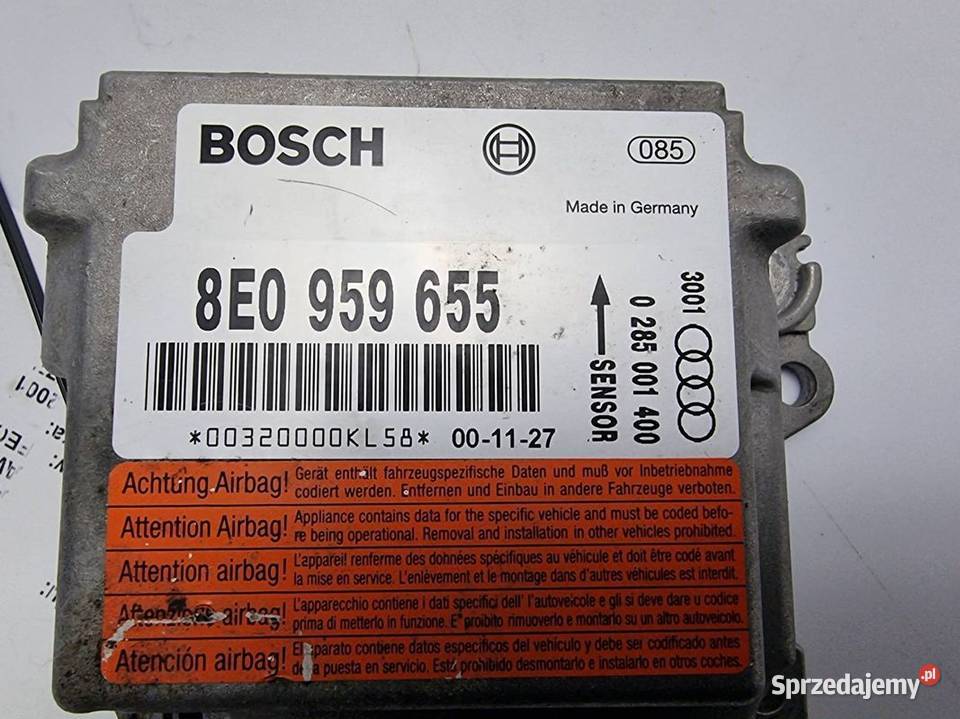 BOSCH
085
Made in Germany
8E0 959 655
SENSOR
0 285 001 400
3001
*00320000KL58* 00-11-27
Achtung Airbag! Gerät enthält fahrzeugspezifische Daten und muß vor Inbetriebnahme
codiert werden. Entfernen und Einbau in andere Fahrzeuge verboten.
Attention Airbag! Appliance contains data for the specific vehicle and must be coded befo-
re being operational. Removal and installation in other vehicles prohibited.
Attention airbag! L'appareil renferme des données spécifiques au véhicule et doit être codé avant
la mise en service. L'enlèvement et le montage dans d'autres véhicules est interdit.
Attenzione airbag! L'apparecchio contiene i dati specifici dell' l'autoveicole e gli si deve dare u codice
prima di metterlo in funzione. E' proibito rimuoverlo e montarlo su un altro autoveicolo.
Atención airbag! El aparato contiene datos específicos del vehículo y debe ser codificado antes
de la puesta en servicio. Está prohibido desmontarlo e instalarlo en otros coches.
2001
Sprzedajemy.pl